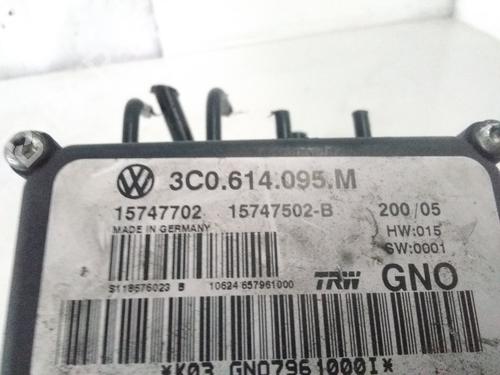 3C0.614.095.M
15747702 15747502-B 200/05
MADE IN GERMANY HW:015
SW:0001
S118576023 B 10624 657961000 TRW GNO
*K03 GNO7961000I*